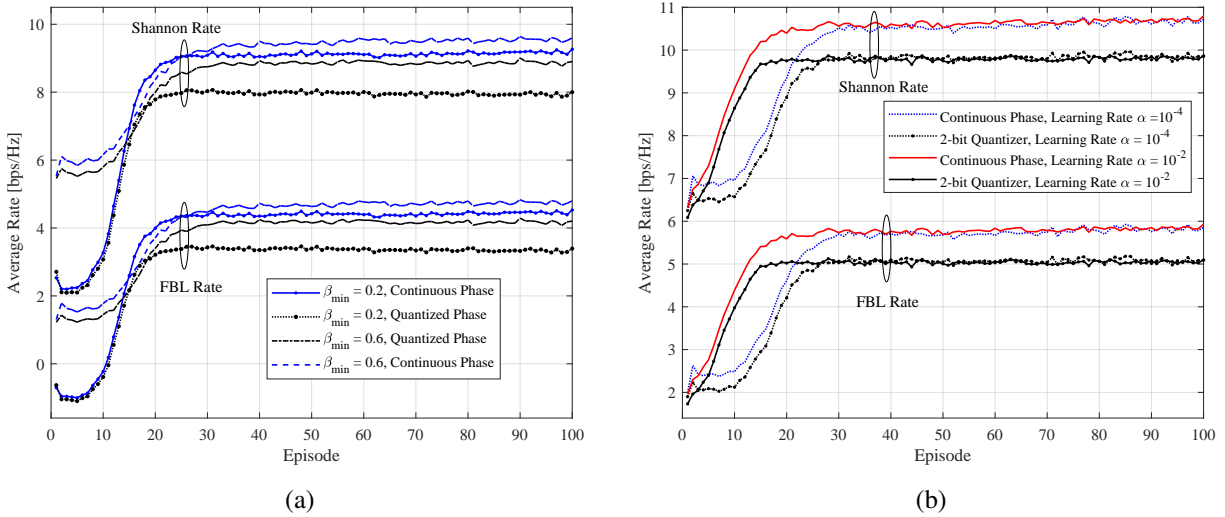 Average Rate [bps/Hz]
10
8
6
4
2
0
Shannon Rate
FBL Rate
β_min = 0.2, Continuous Phase
β_min = 0.2, Quantized Phase
β_min = 0.6, Quantized Phase
β_min = 0.6, Continuous Phase
0 10 20 30 40 50 60 70 80 90 100
Episode
(a)
Average Rate [bps/Hz]
11
10
9
8
7
6
5
4
3
2
Shannon Rate
Continuous Phase, Learning Rate α =10^-4
2-bit Quantizer, Learning Rate α = 10^-4
Continuous Phase, Learning Rate α = 10^-2
2-bit Quantizer, Learning Rate α = 10^-2
FBL Rate
0 10 20 30 40 50 60 70 80 90 100
Episode
(b)